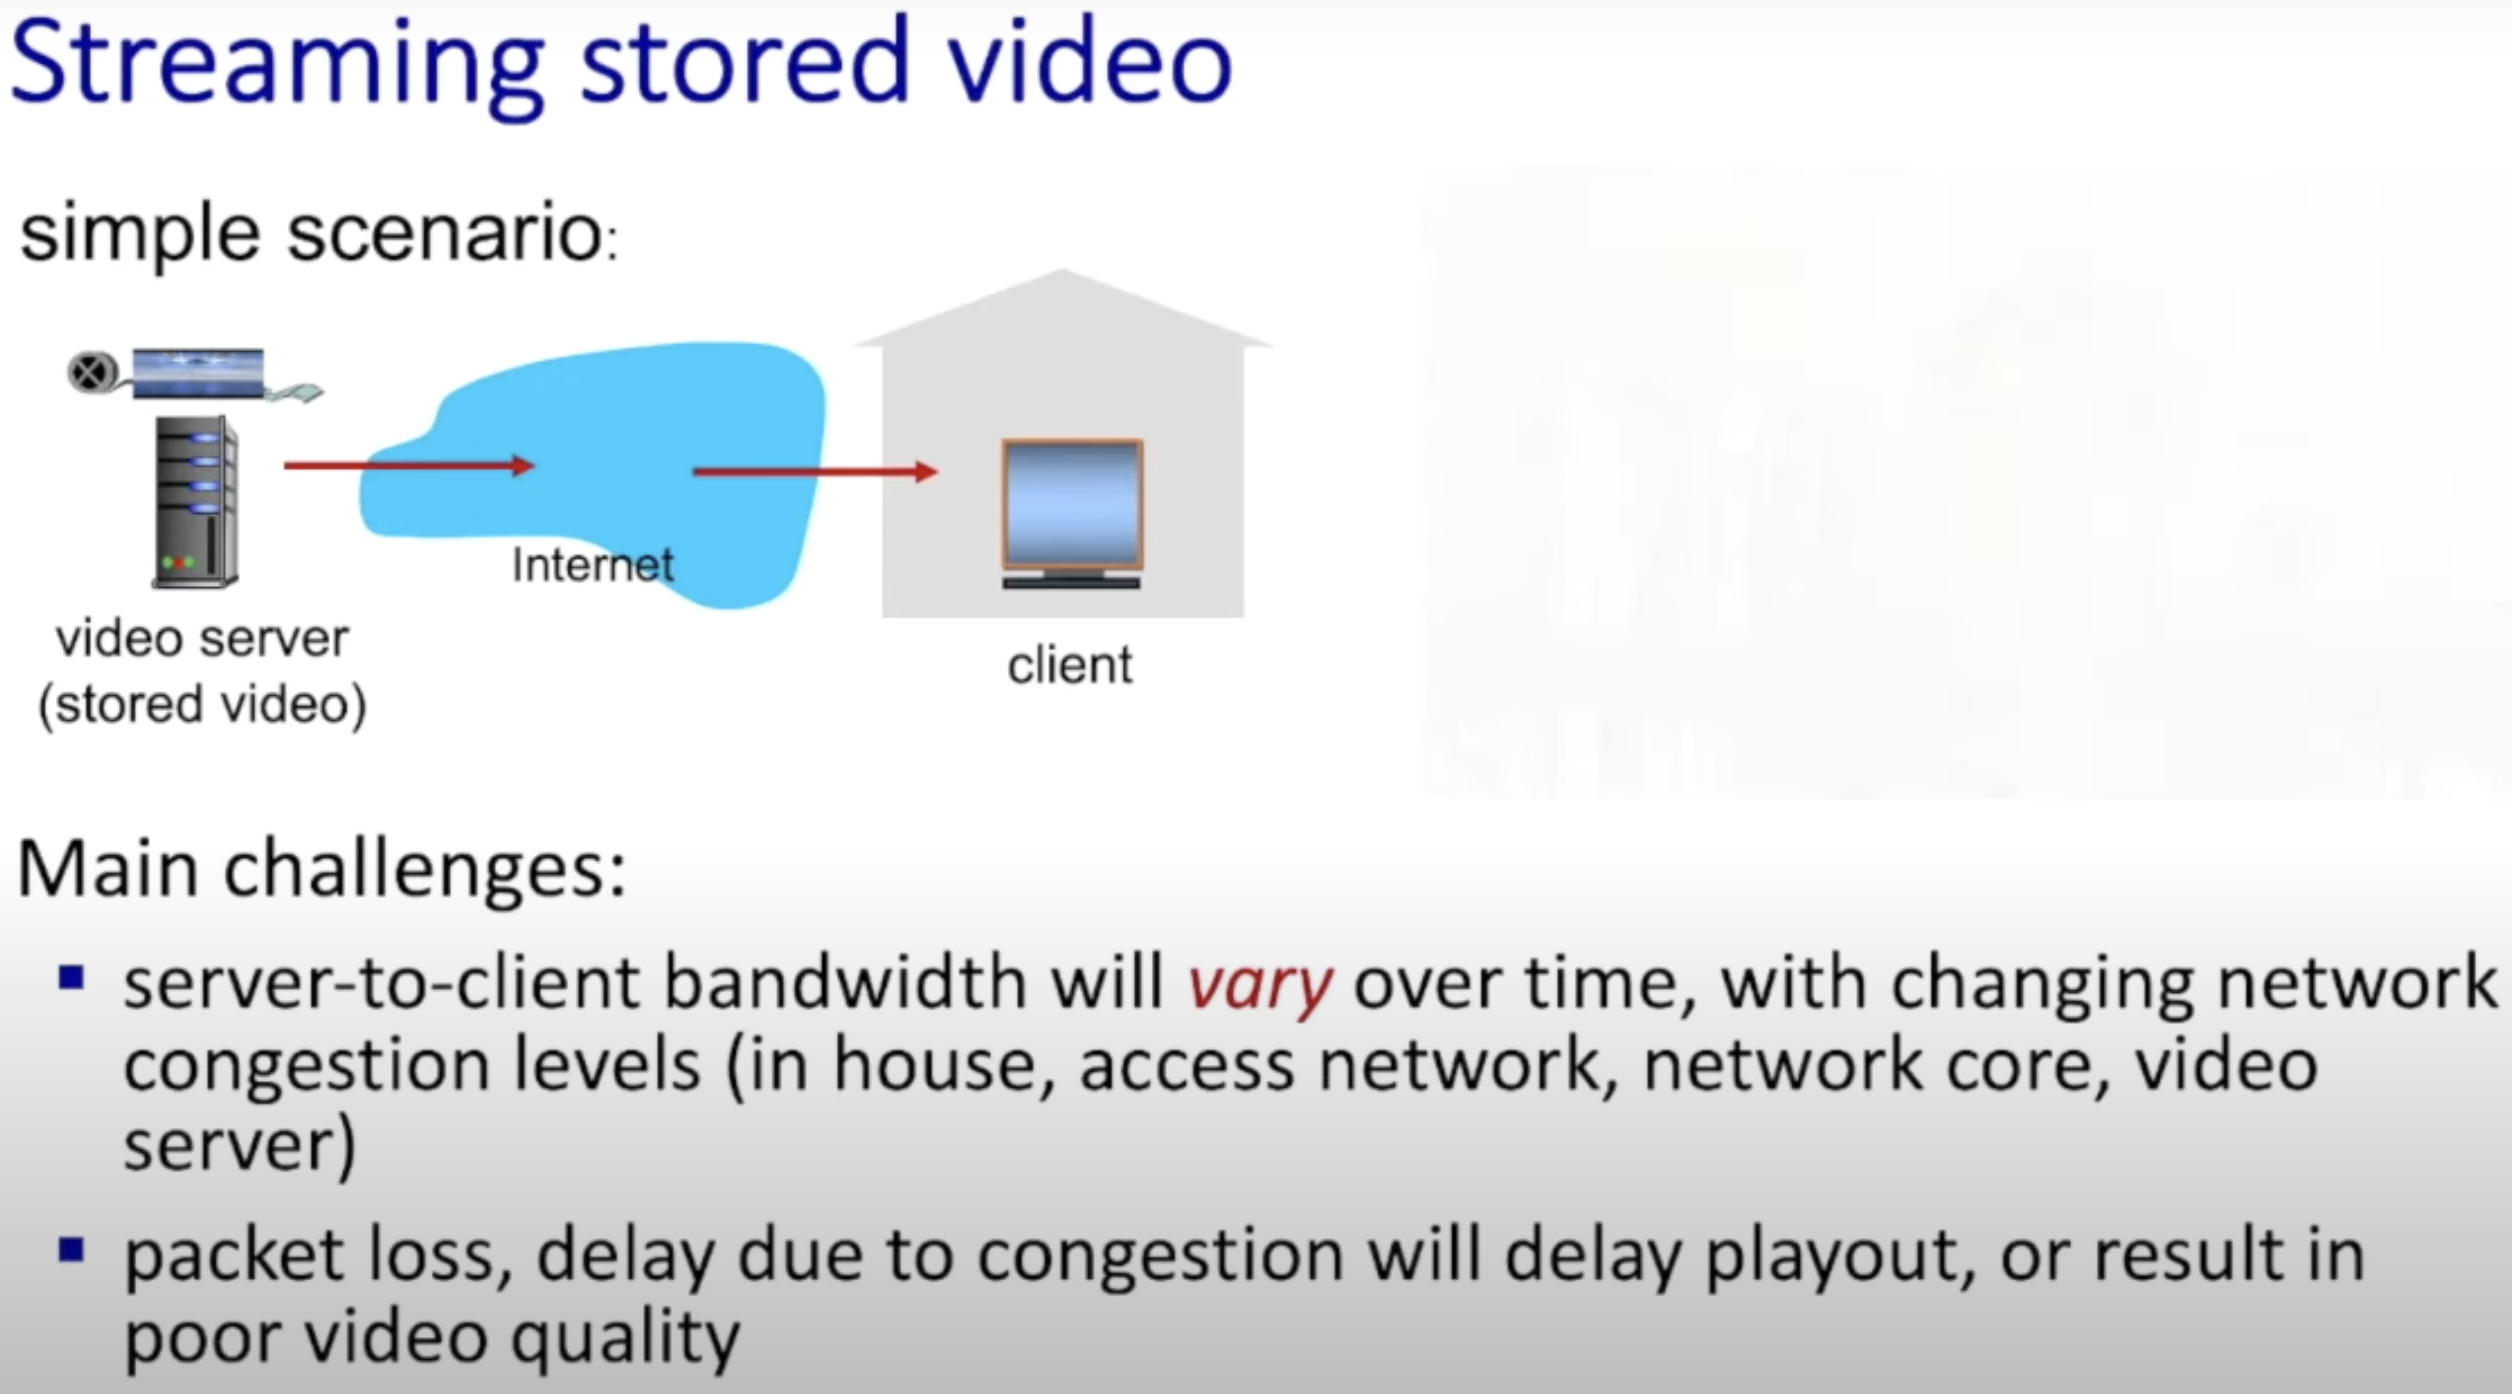 Streaming stored video
simple scenario:
Internet
video server
(stored video)
client
Main challenges:
▪ server-to-client bandwidth will vary over time, with changing network
congestion levels (in house, access network, network core, video
server)
▪ packet loss, delay due to congestion will delay playout, or result in
poor video quality